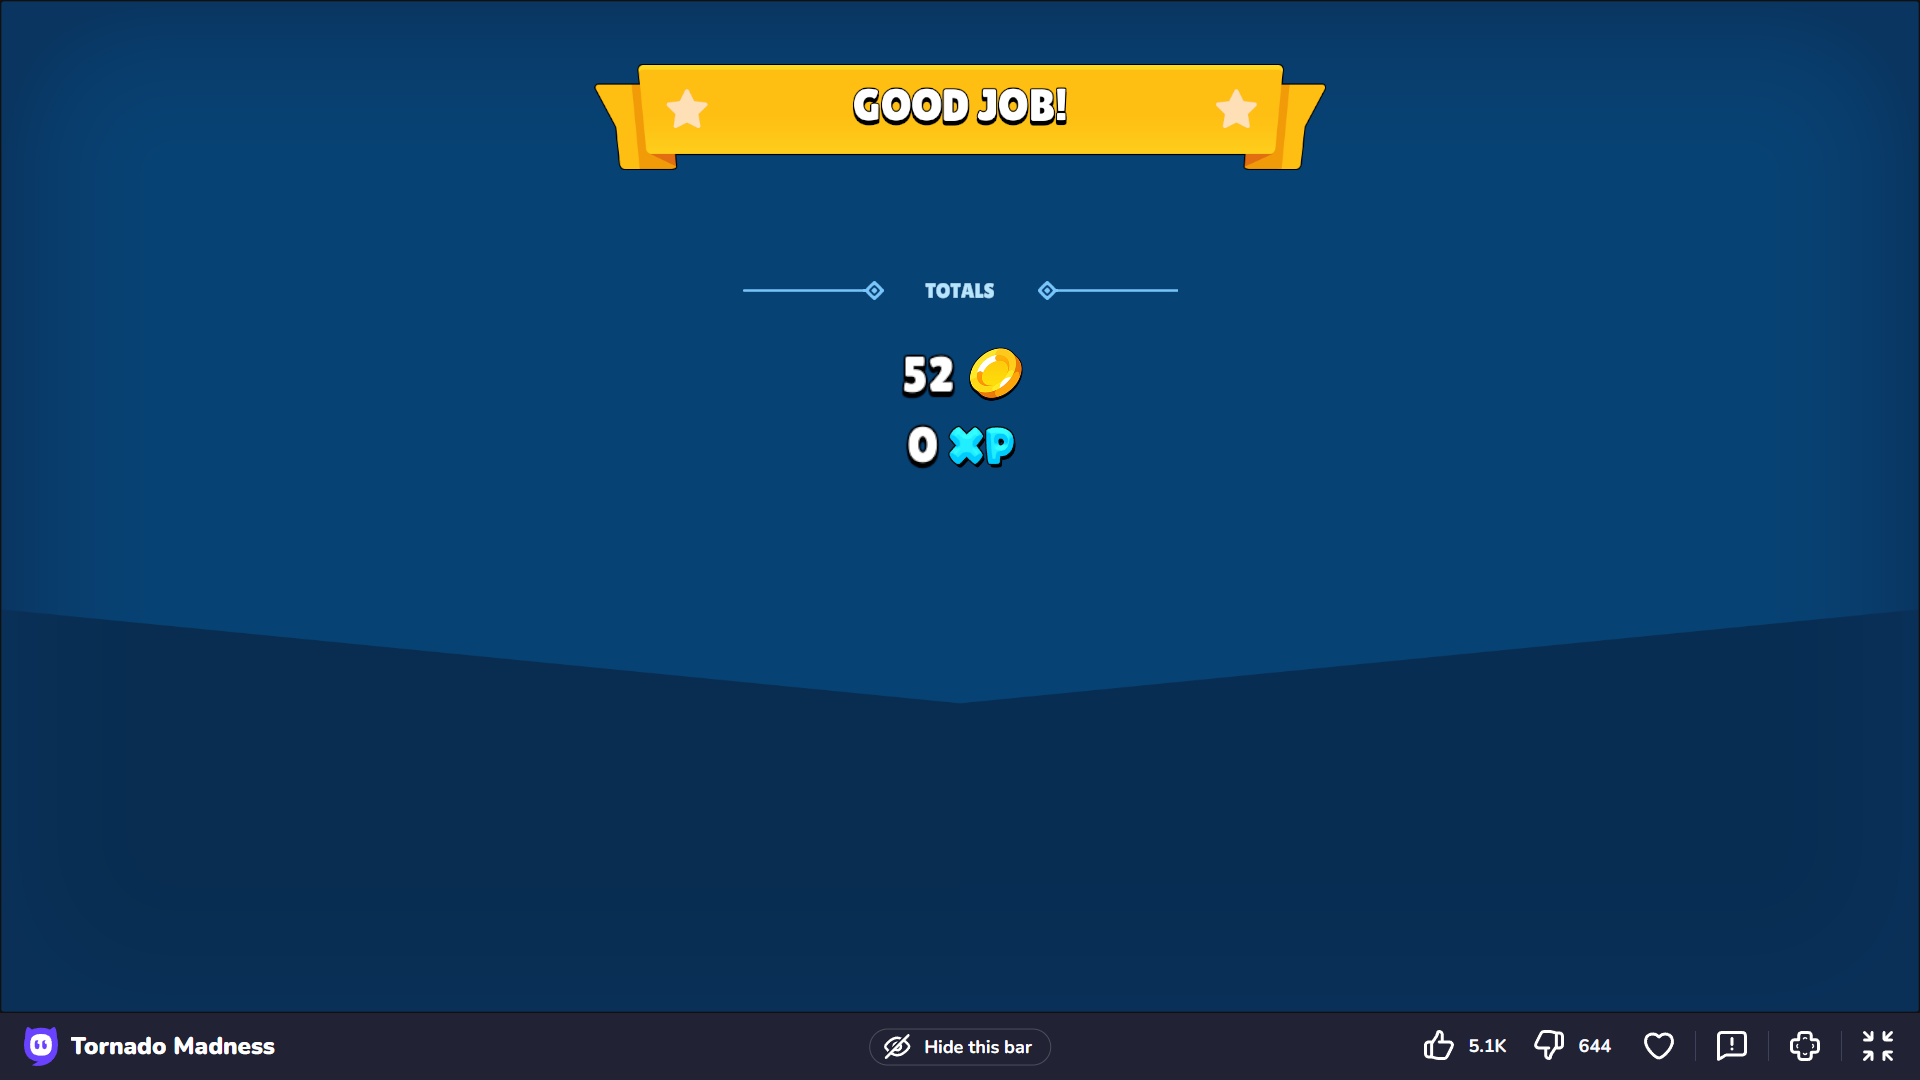 GOOD JOB!
TOTALS
52
0 XP
Tornado Madness
Hide this bar
5.1K
644